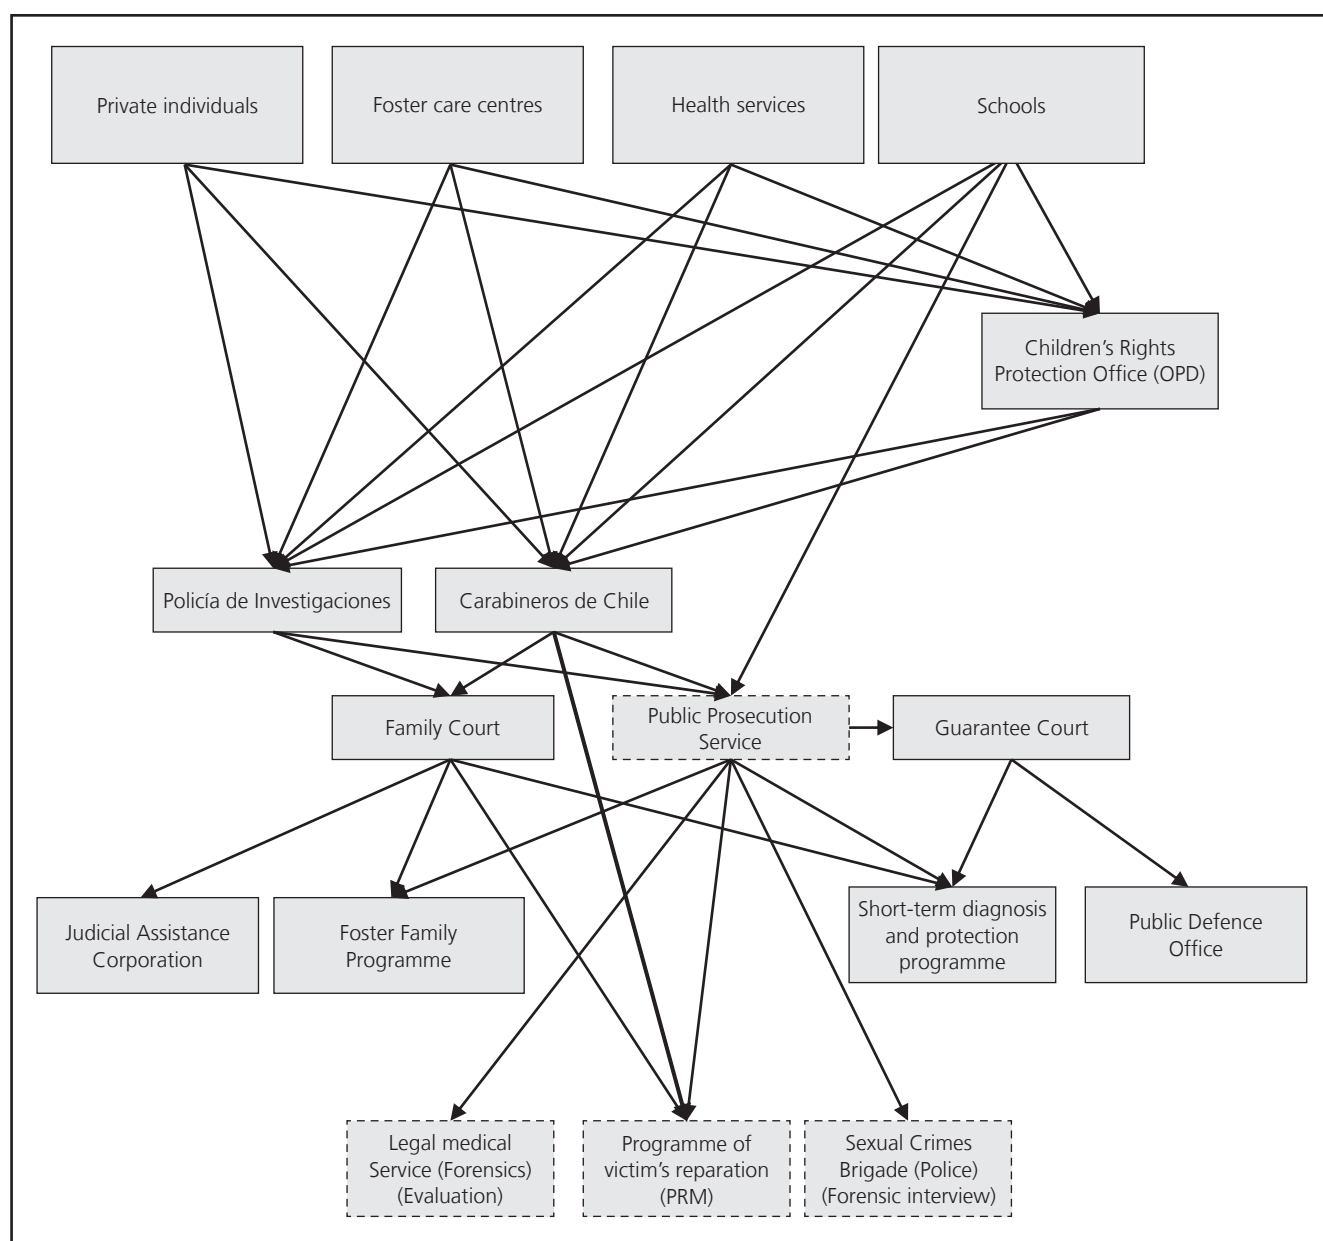 Private individuals
Foster care centres
Health services
Schools
Children's Rights
Protection Office (OPD)
Policía de Investigaciones
Carabineros de Chile
Family Court
Public Prosecution
Service
Guarantee Court
Judicial Assistance
Corporation
Foster Family
Programme
Short-term diagnosis
and protection
programme
Public Defence
Office
Legal medical
Service (Forensics)
(Evaluation)
Programme of
victim's reparation
(PRM)
Sexual Crimes
Brigade (Police)
(Forensic interview)